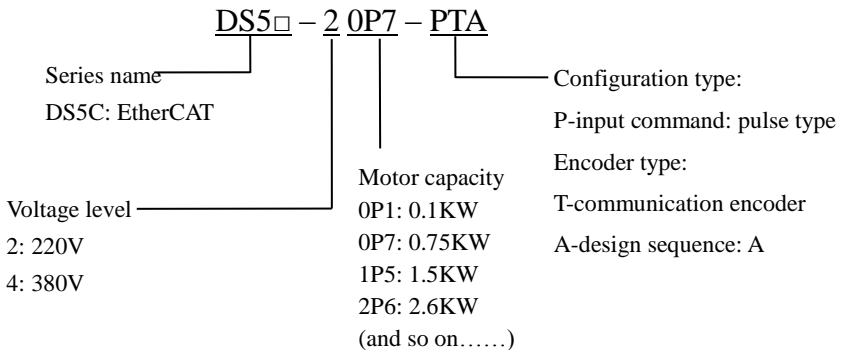 DS5□ – 2 0P7 – PTA
Series name
DS5C: EtherCAT
Voltage level
2: 220V
4: 380V
Motor capacity
0P1: 0.1KW
0P7: 0.75KW
1P5: 1.5KW
2P6: 2.6KW
(and so on……)
Configuration type:
P-input command: pulse type
Encoder type:
T-communication encoder
A-design sequence: A